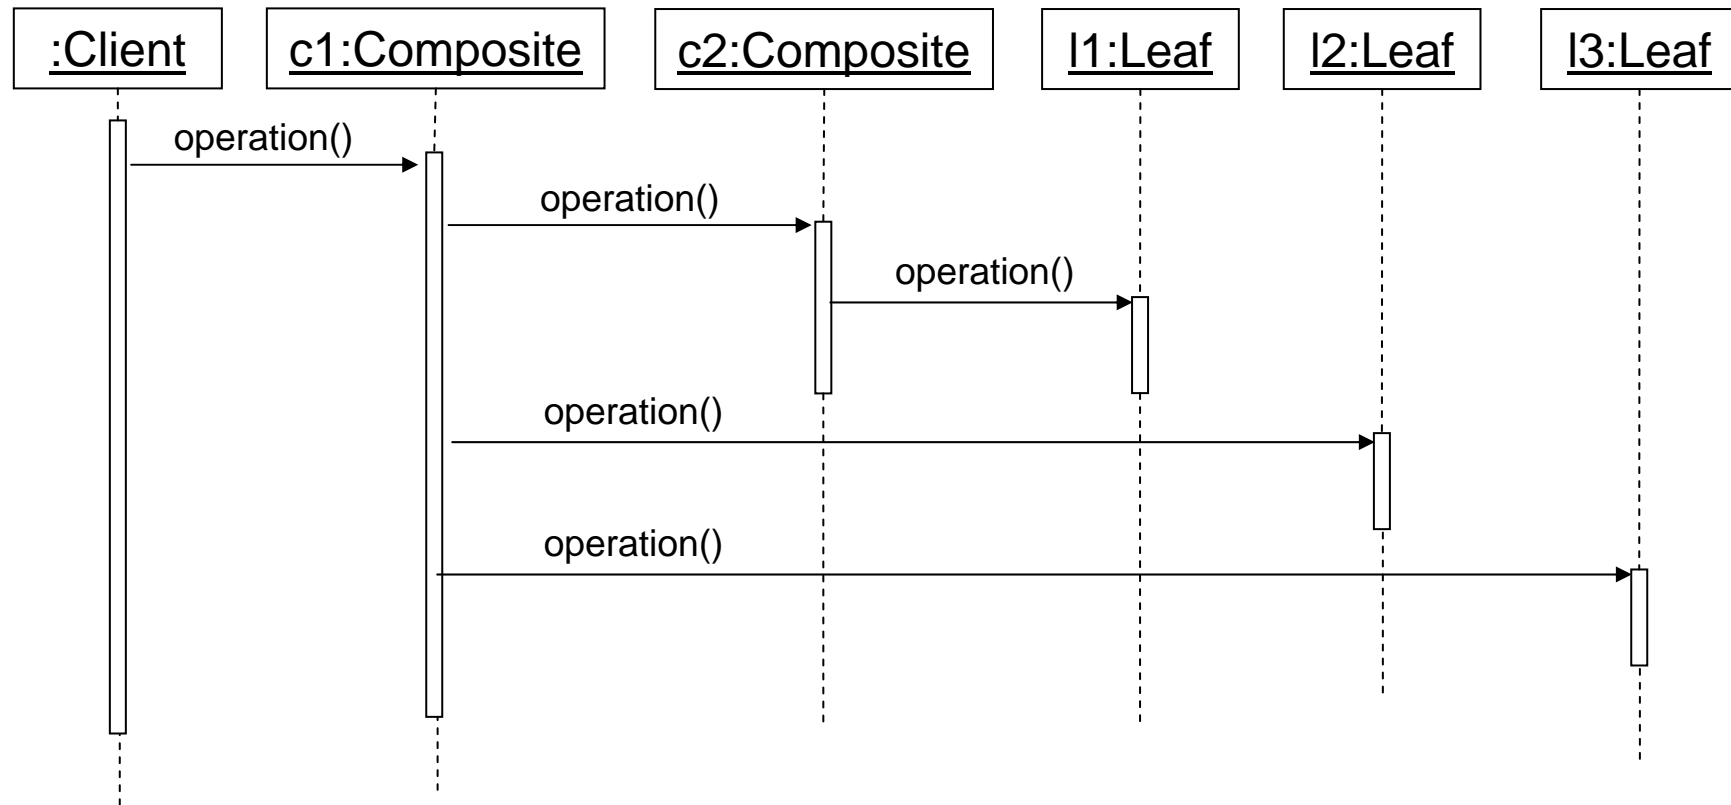 :Client
c1:Composite
c2:Composite
l1:Leaf
l2:Leaf
l3:Leaf
operation()
operation()
operation()
operation()
operation()